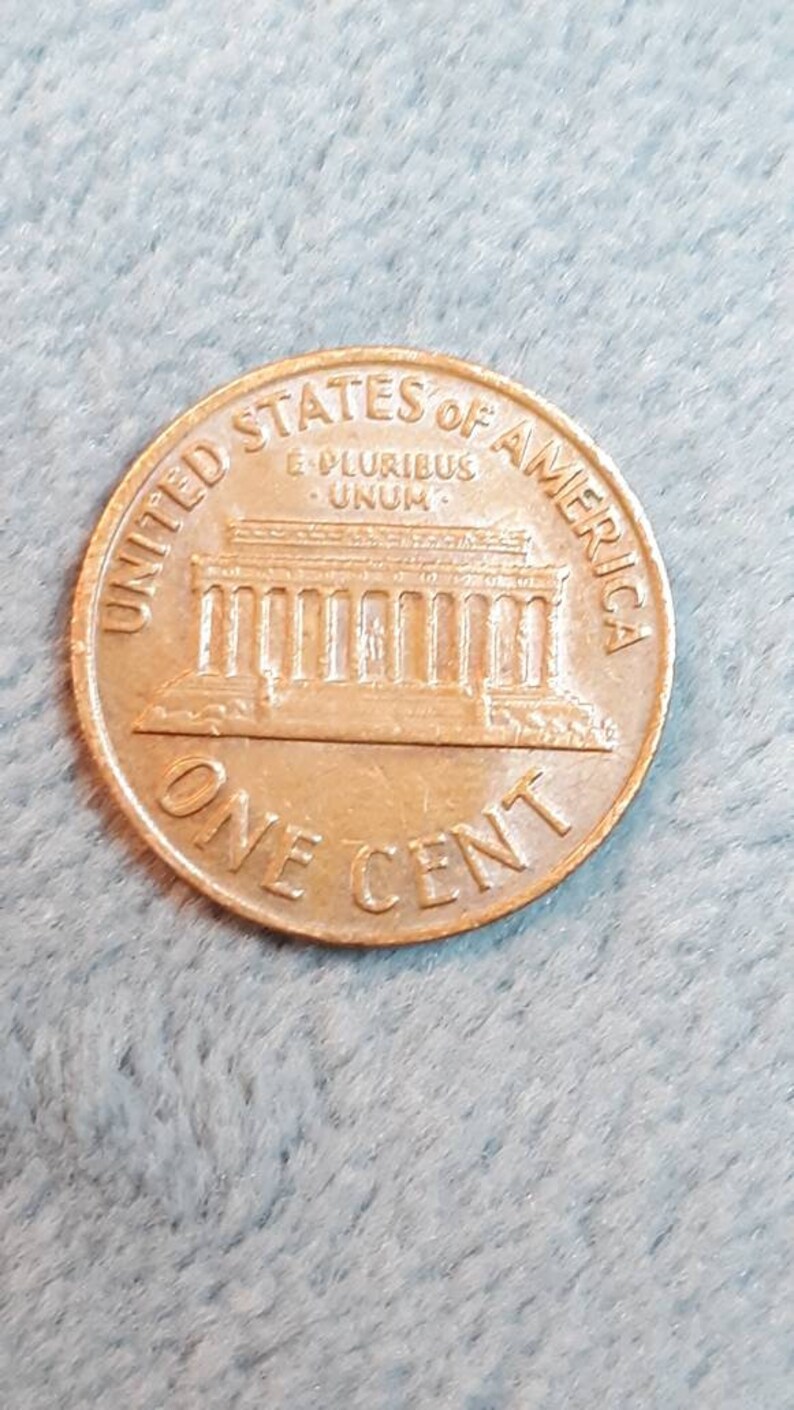 UNITED STATES OF AMERICA
E·PLURIBUS
·UNUM·
ONE CENT